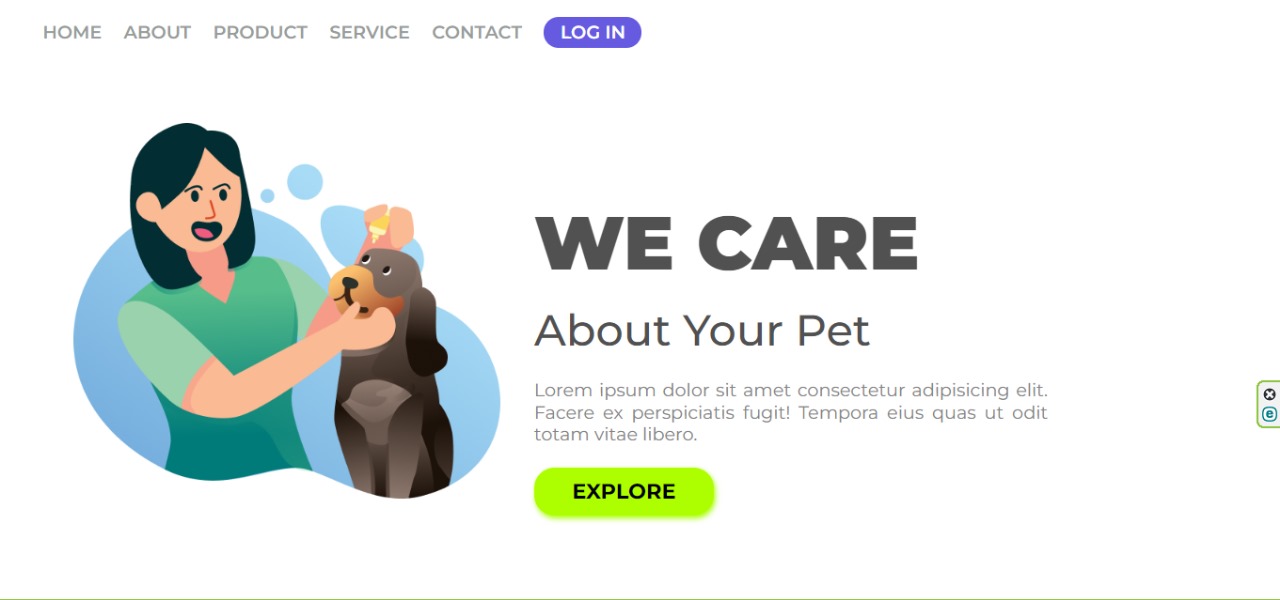 HOME ABOUT PRODUCT SERVICE CONTACT LOG IN
WE CARE
About Your Pet
Lorem ipsum dolor sit amet consectetur adipisicing elit.
Facere ex perspiciatis fugit! Tempora eius quas ut odit
totam vitae libero.
EXPLORE
e